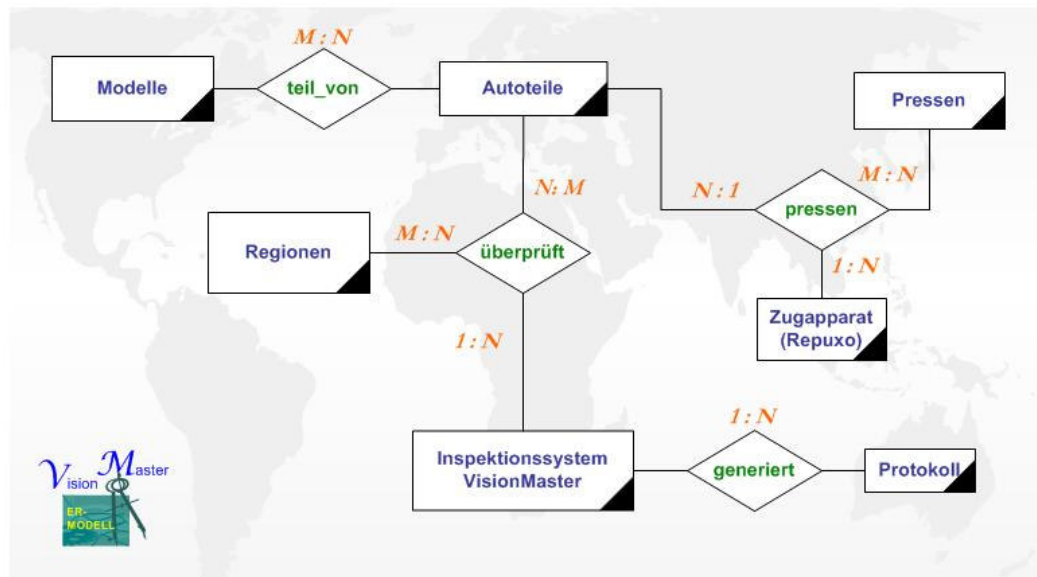 M : N
Modelle
teil_von
Autoteile
Pressen
M : N
N : 1
pressen
N: M
M : N
Regionen
überprüft
1 : N
Zugapparat
(Repuxo)
1 : N
1 : N
Inspektionssystem
VisionMaster
generiert
Protokoll
Vision Master
ER-
MODELL